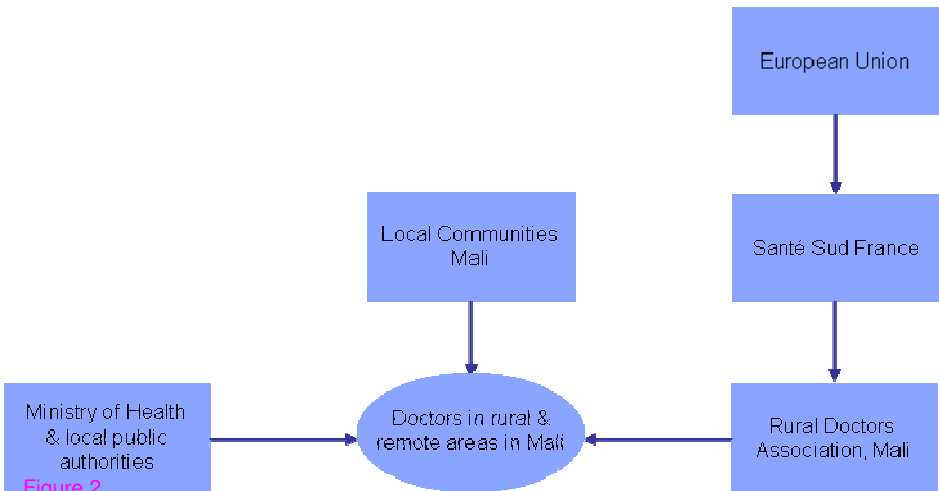 European Union
Local Communities
Mali
Santé Sud France
Ministry of Health
& local public
authorities
Doctors in rural &
remote areas in Mali
Rural Doctors
Association, Mali
Figure 2